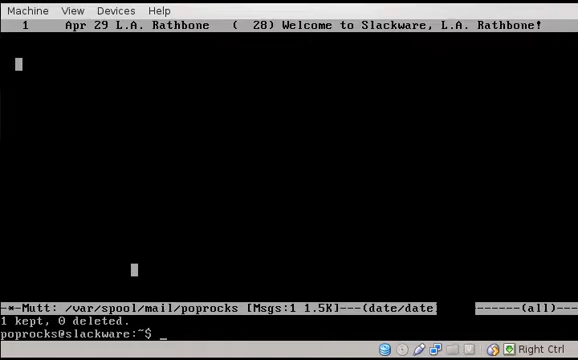 Machine View Devices Help
1 Apr 29 L.A. Rathbone ( 28) Welcome to Slackware, L.A. Rathbone!
-*-Mutt: /var/spool/mail/poprocks [Msgs:1 1.5K]---(date/date ------(all)---
1 kept, 0 deleted.
poprocks@slackware:~$ _
Right Ctrl